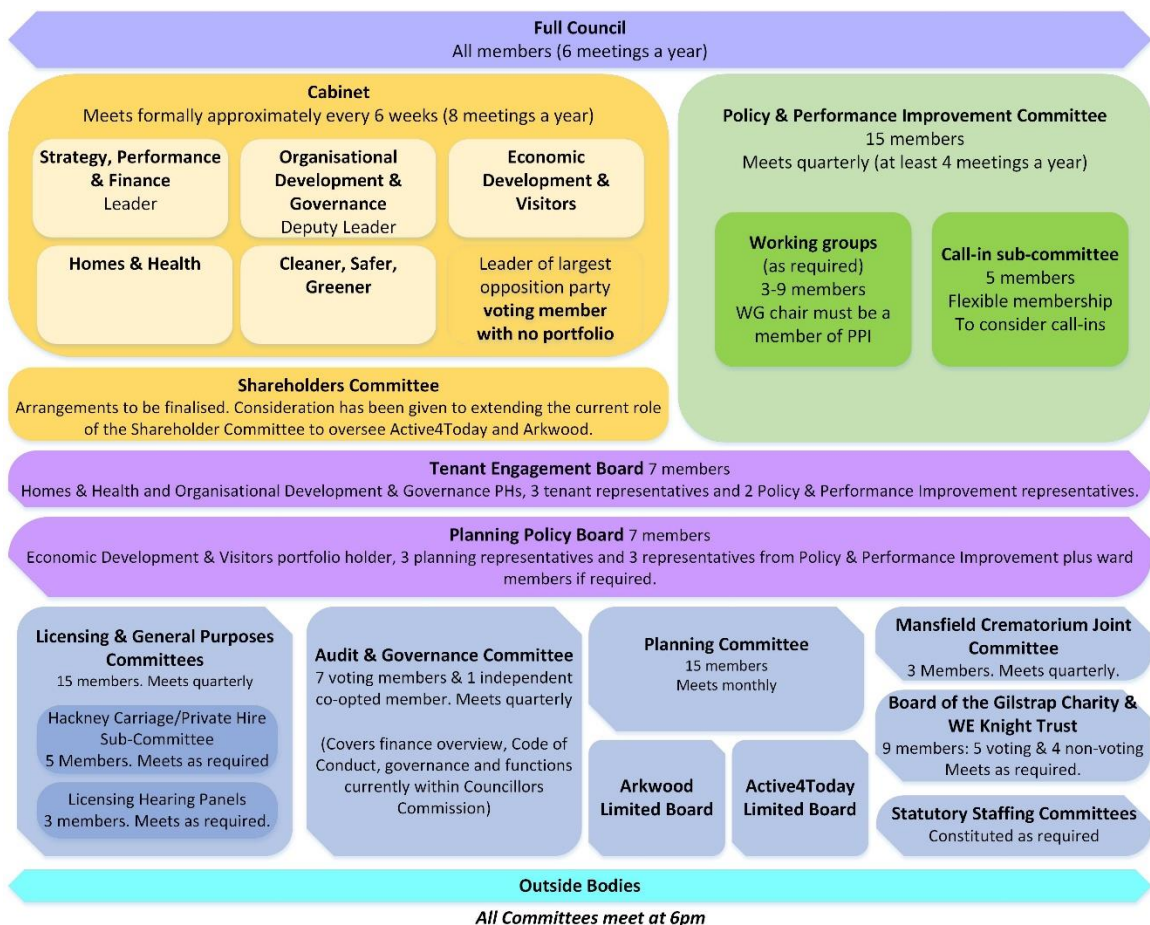 Full Council
All members (6 meetings a year)
Cabinet
Meets formally approximately every 6 weeks (8 meetings a year)
Strategy, Performance
& Finance
Leader
Organisational
Development &
Governance
Deputy Leader
Economic
Development &
Visitors
Homes & Health
Cleaner, Safer,
Greener
Leader of largest
opposition party
voting member
with no portfolio
Policy & Performance Improvement Committee
15 members
Meets quarterly (at least 4 meetings a year)
Working groups
(as required)
3-9 members
WG chair must be a
member of PPI
Call-in sub-committee
5 members
Flexible membership
To consider call-ins
Shareholders Committee
Arrangements to be finalised. Consideration has been given to extending the current role
of the Shareholder Committee to oversee Active4Today and Arkwood.
Tenant Engagement Board 7 members
Homes & Health and Organisational Development & Governance PHs, 3 tenant representatives and 2 Policy & Performance Improvement representatives.
Planning Policy Board 7 members
Economic Development & Visitors portfolio holder, 3 planning representatives and 3 representatives from Policy & Performance Improvement plus ward
members if required.
Licensing & General Purposes
Committees
15 members. Meets quarterly
Hackney Carriage/Private Hire
Sub-Committee
5 Members. Meets as required
Licensing Hearing Panels
3 members. Meets as required.
Audit & Governance Committee
7 voting members & 1 independent
co-opted member. Meets quarterly
(Covers finance overview, Code of
Conduct, governance and functions
currently within Councillors
Commission)
Planning Committee
15 members
Meets monthly
Arkwood
Limited Board
Active4Today
Limited Board
Mansfield Crematorium Joint
Committee
3 Members. Meets quarterly.
Board of the Gilstrap Charity &
WE Knight Trust
9 members: 5 voting & 4 non-voting
Meets as required.
Statutory Staffing Committees
Constituted as required
Outside Bodies
All Committees meet at 6pm